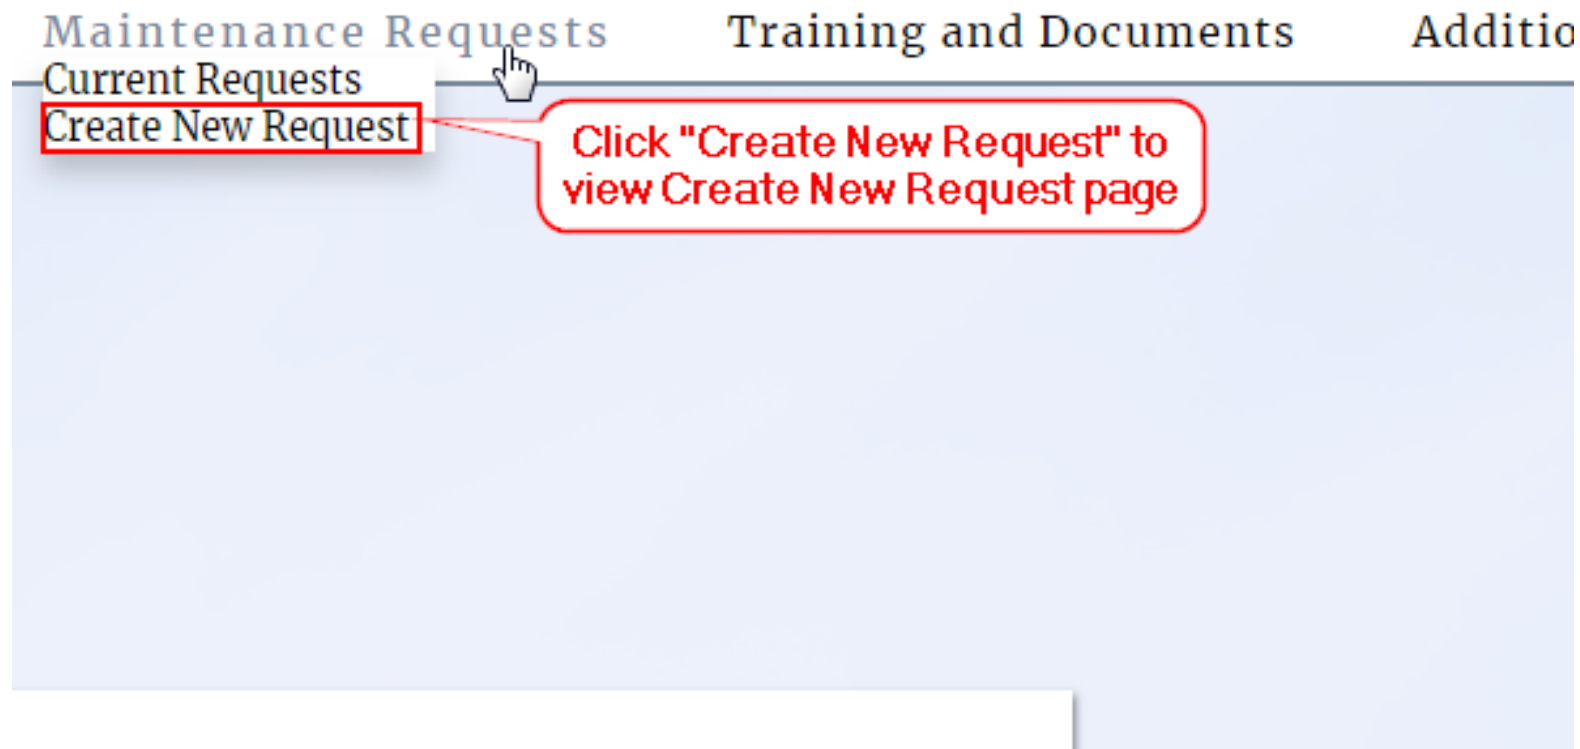 Maintenance Requests Training and Documents Additio
Current Requests
Create New Request
Click "Create New Request" to
view Create New Request page